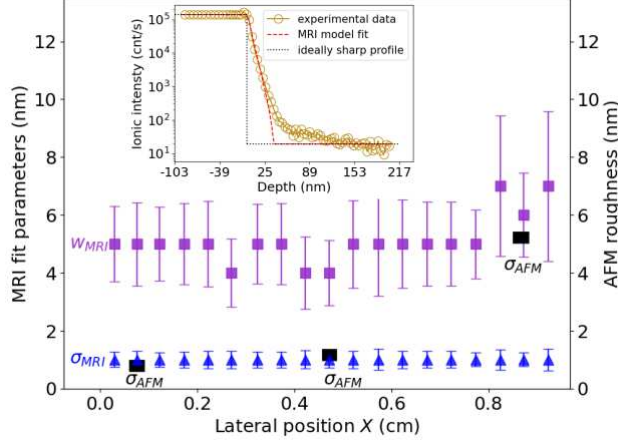 MRI fit parameters (nm)
12
10
8
6
4
2
0
0.0
0.2
0.4
0.6
0.8
Lateral position X (cm)
AFM roughness (nm)
12
10
8
6
4
2
0
w_MRI
σ_MRI
σ_AFM
σ_AFM
σ_AFM
Ionic intensty (cnt/s)
10⁵
10⁴
10³
10²
10¹
-103
-39
25
89
153
217
Depth (nm)
experimental data
MRI model fit
ideally sharp profile